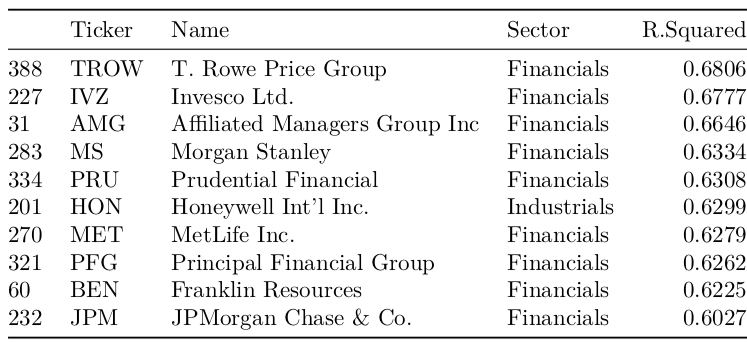 Ticker Name Sector R.Squared
388 TROW T. Rowe Price Group Financials 0.6806
227 IVZ Invesco Ltd. Financials 0.6777
31 AMG Affiliated Managers Group Inc Financials 0.6646
283 MS Morgan Stanley Financials 0.6334
334 PRU Prudential Financial Financials 0.6308
201 HON Honeywell Int'l Inc. Industrials 0.6299
270 MET MetLife Inc. Financials 0.6279
321 PFG Principal Financial Group Financials 0.6262
60 BEN Franklin Resources Financials 0.6225
232 JPM JPMorgan Chase & Co. Financials 0.6027